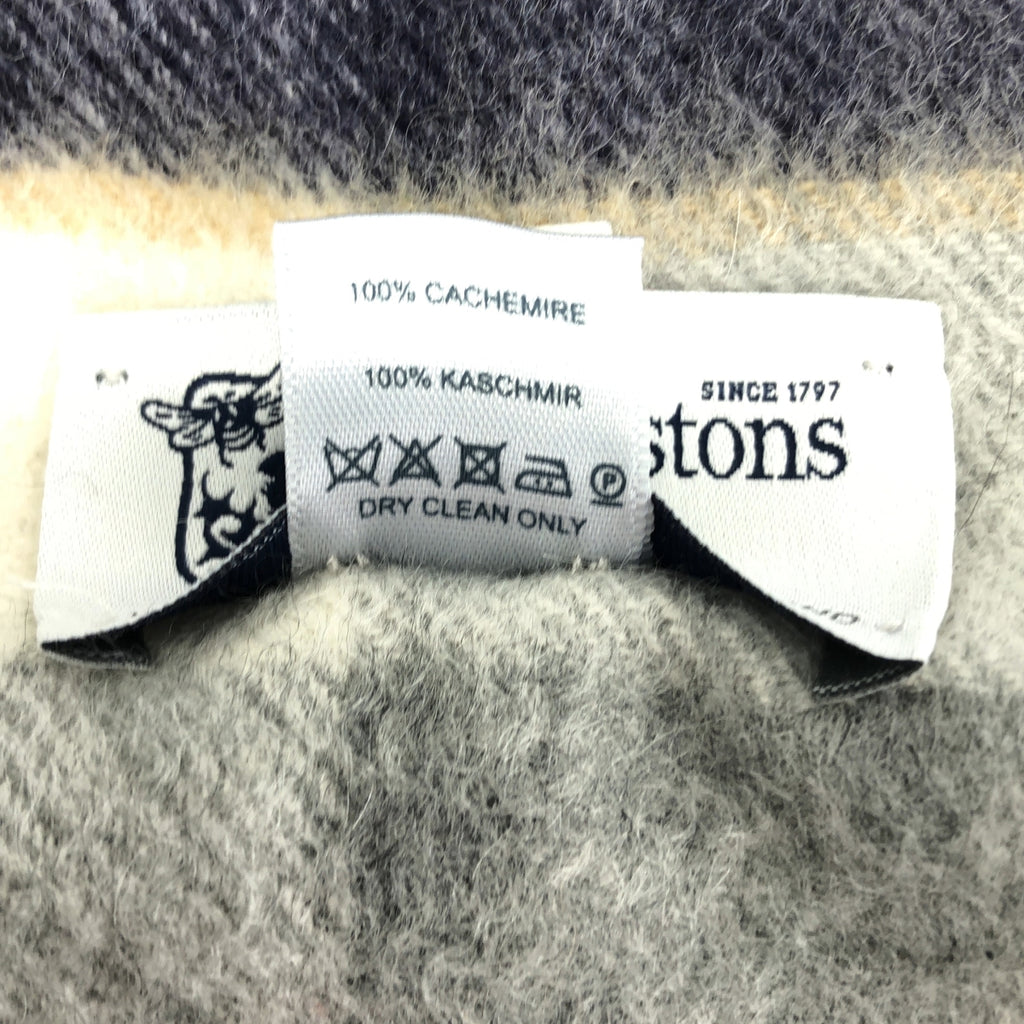 100% CACHEMIRE
100% KASCHMIR
P
DRY CLEAN ONLY
SINCE 1797
stons